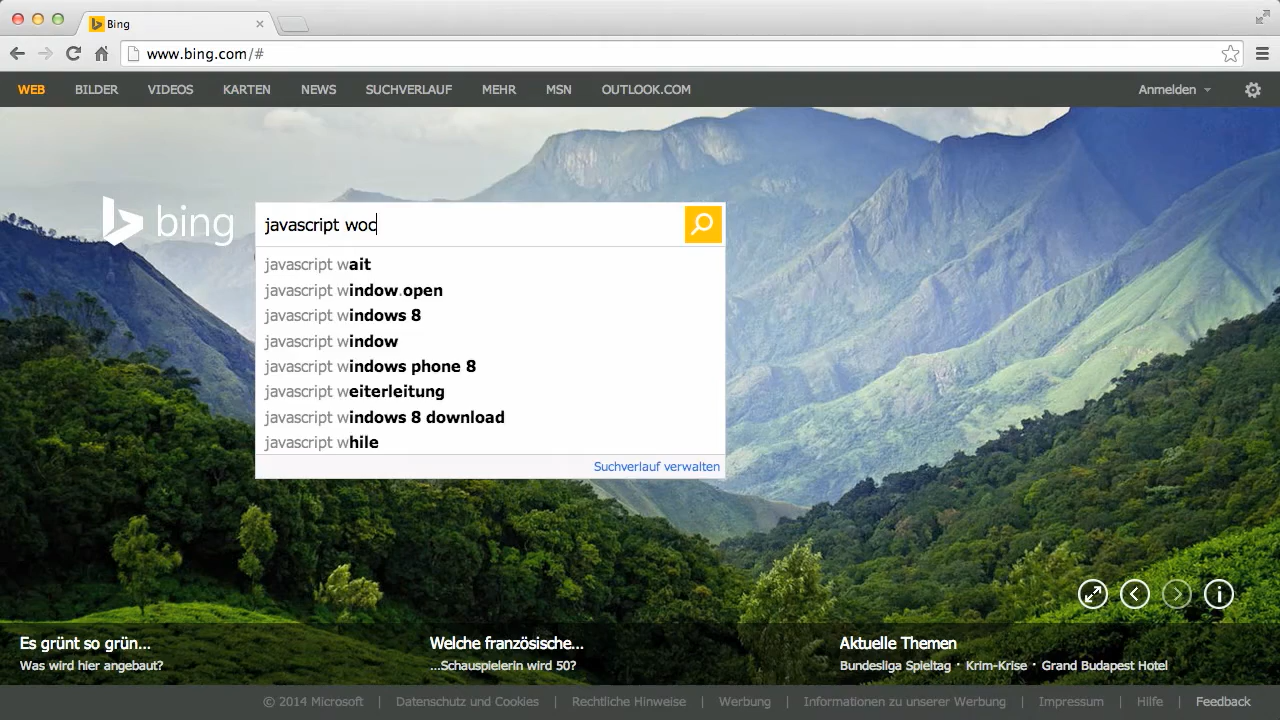 Bing
www.bing.com/#
WEB BILDER VIDEOS KARTEN NEWS SUCHVERLAUF MEHR MSN OUTLOOK.COM Anmelden
bing
javascript woc
javascript wait
javascript window.open
javascript windows 8
javascript window
javascript windows phone 8
javascript weiterleitung
javascript windows 8 download
javascript while
Suchverlauf verwalten
Es grünt so grün...
Was wird hier angebaut?
Welche französische...
...Schauspielerin wird 50?
Aktuelle Themen
Bundesliga Spieltag · Krim-Krise · Grand Budapest Hotel
© 2014 Microsoft | Datenschutz und Cookies | Rechtliche Hinweise | Werbung | Informationen zu unserer Werbung | Impressum | Hilfe | Feedback